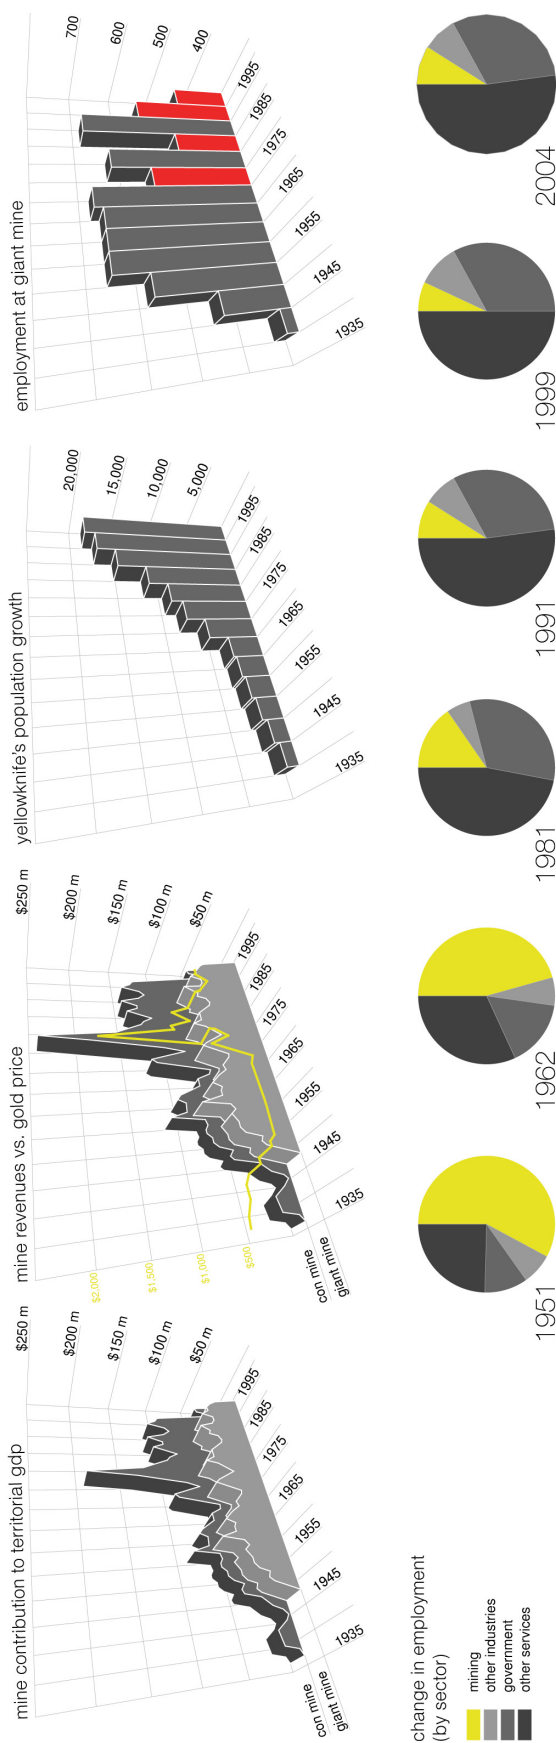 mine contribution to territorial gdp
$250 m
$200 m
$150 m
$100 m
$50 m
1995
1985
1975
1965
1955
1945
1935
con mine
giant mine
mine revenues vs. gold price
$250 m
$200 m
$150 m
$100 m
$50 m
$2,000
$1,500
$1,000
$500
1995
1985
1975
1965
1955
1945
1935
con mine
giant mine
yellowknife's population growth
20,000
15,000
10,000
5,000
1995
1985
1975
1965
1955
1945
1935
employment at giant mine
700
600
500
400
1995
1985
1975
1965
1955
1945
1935
change in employment
(by sector)
mining
other industries
government
other services
1951
1962
1981
1991
1999
2004